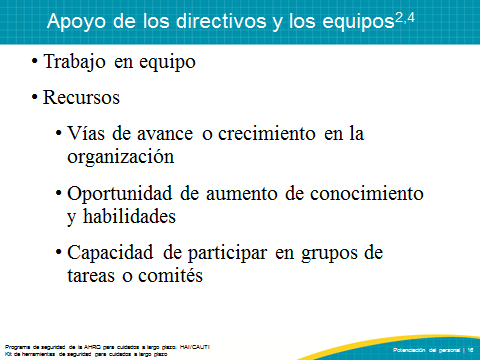 Apoyo de los directivos y los equipos2,4
• Trabajo en equipo
• Recursos
• Vías de avance o crecimiento en la
organización
• Oportunidad de aumento de conocimiento
y habilidades
• Capacidad de participar en grupos de
tareas o comités
Programa de seguridad de la AHRQ para cuidados a largo plazo: HAI/CAUTI
Kit de herramientas de seguridad para cuidados a largo plazo
Potenciación del personal | 16